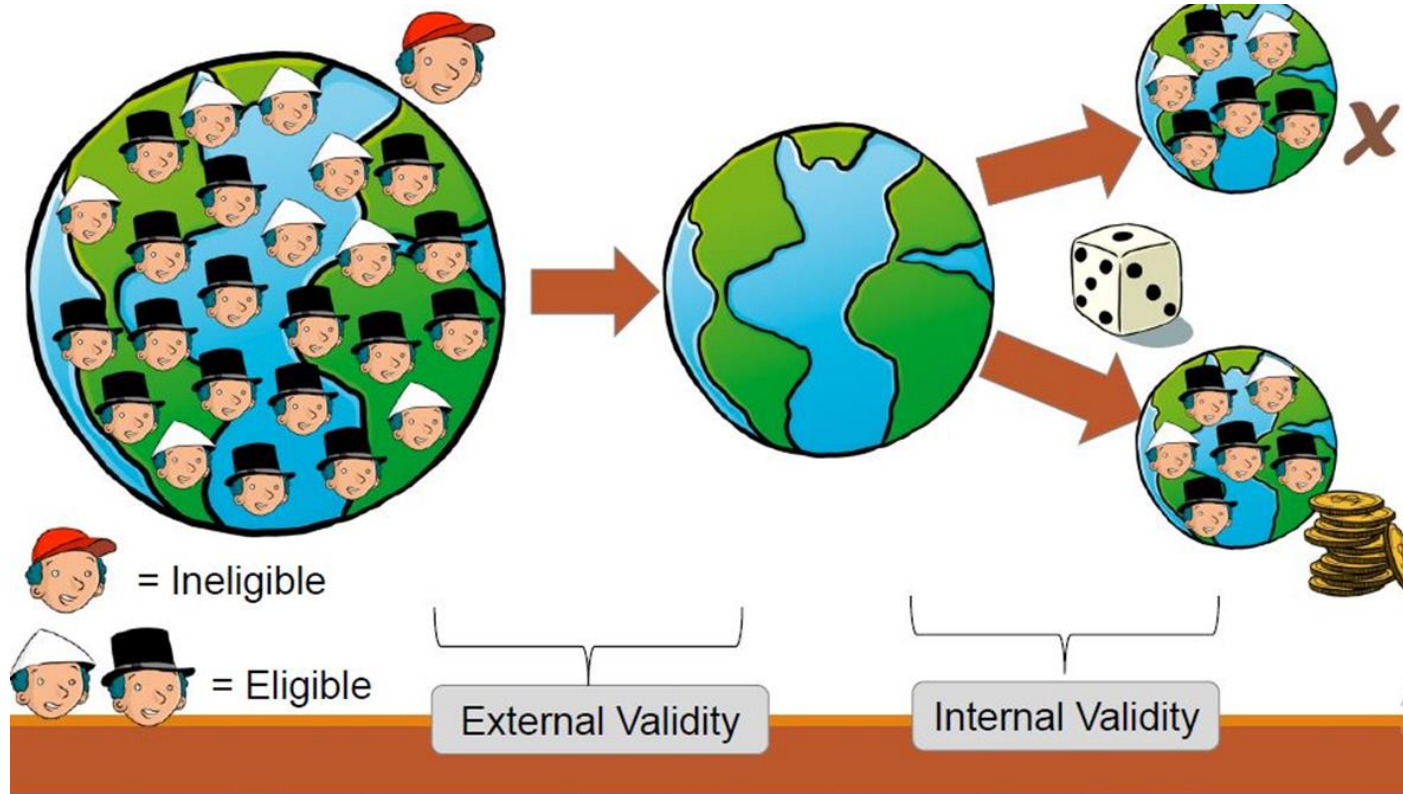 = Ineligible
= Eligible
External Validity
Internal Validity